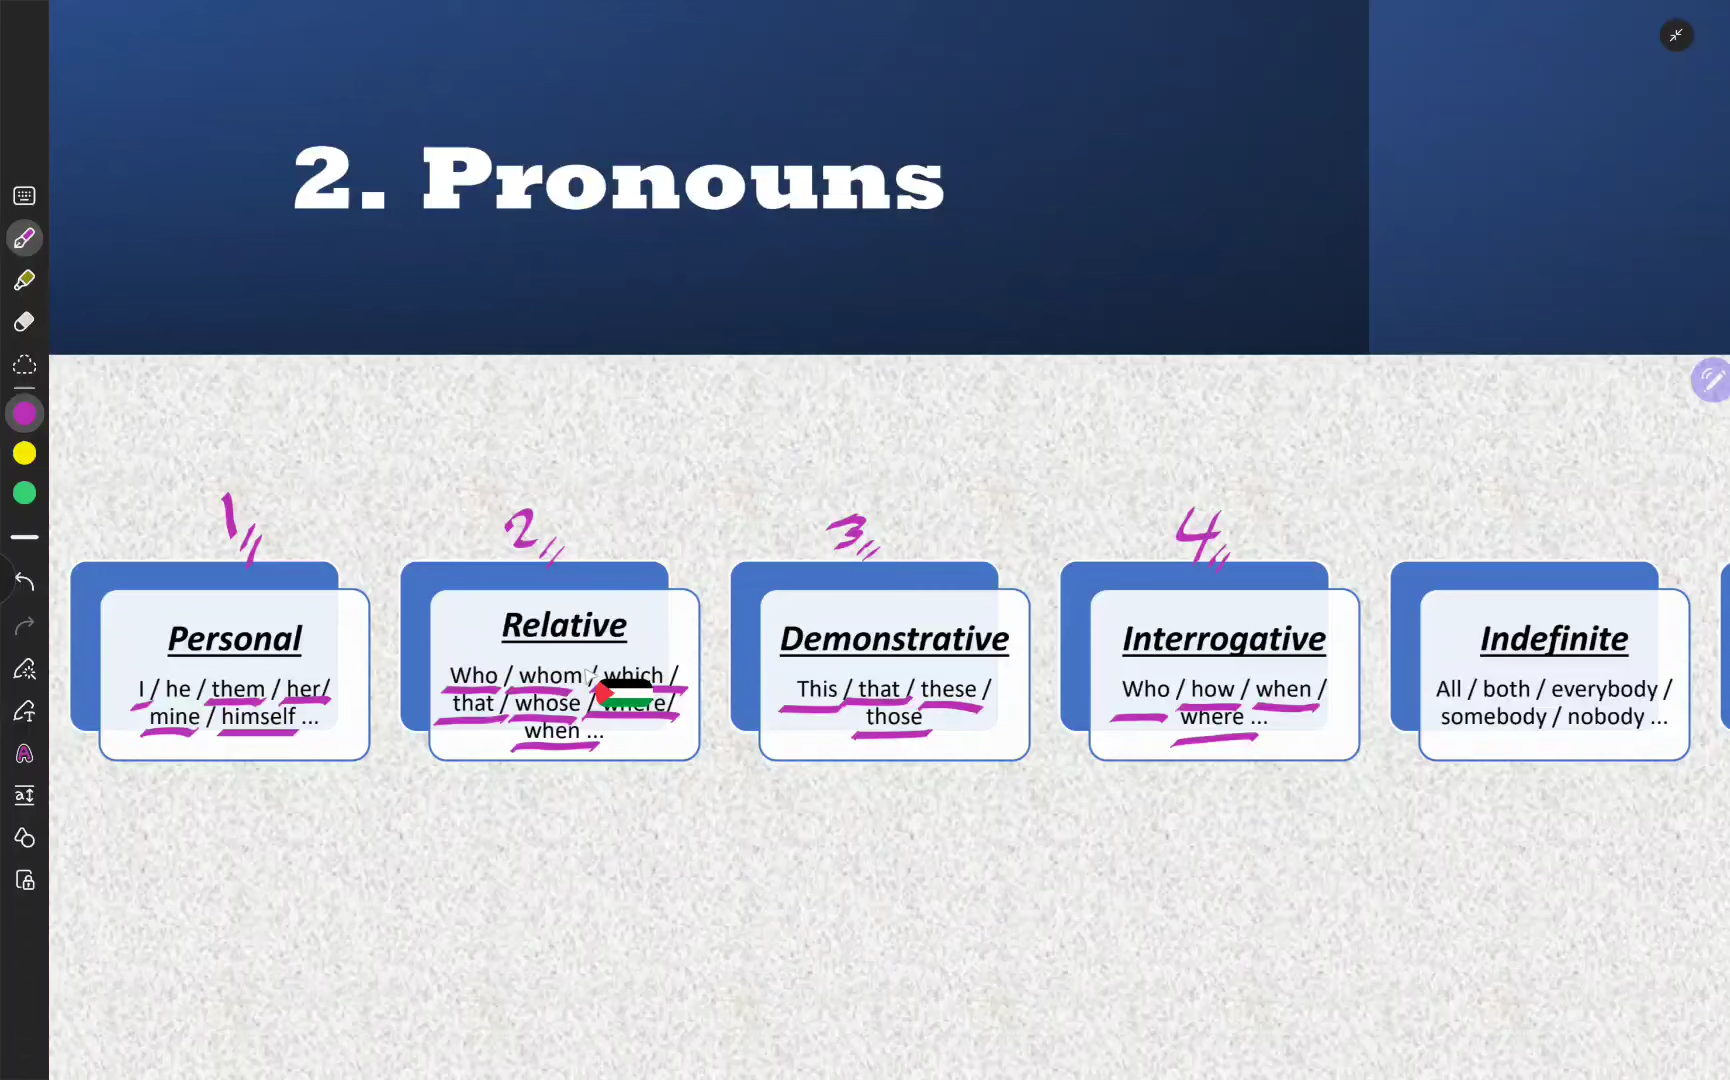 2. Pronouns
1
2
3
4
Personal
I / he / them / her/
mine / himself ...
Relative
Who / whom / which /
that / whose / where/
when ...
Demonstrative
This / that / these /
those
Interrogative
Who / how / when /
where ...
Indefinite
All / both / everybody /
somebody / nobody ...